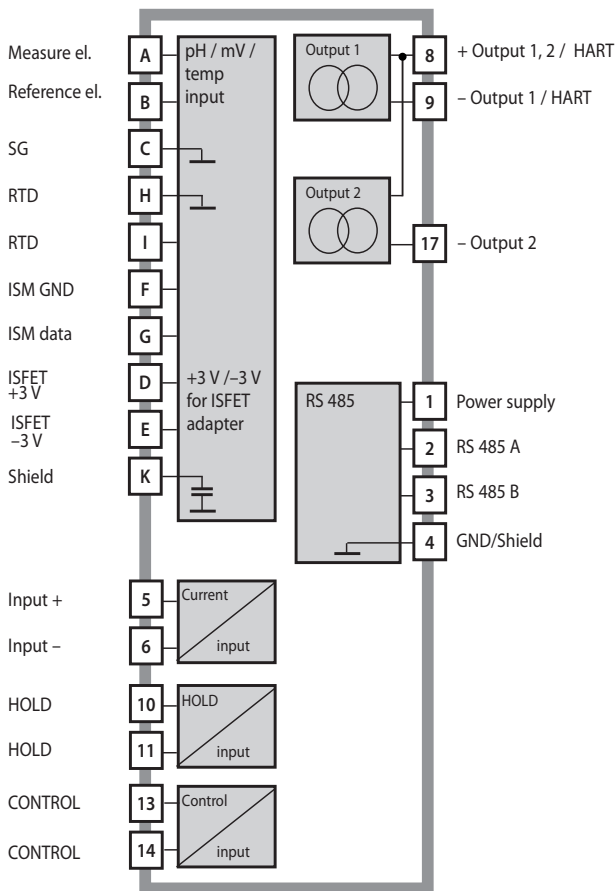 Measure el.
A
pH / mV /
temp
input
Reference el.
B
SG
C
RTD
H
RTD
I
ISM GND
F
ISM data
G
ISFET
+3 V
D
+3 V /–3 V
for ISFET
adapter
ISFET
–3 V
E
Shield
K
Input +
5
Current
input
Input –
6
HOLD
10
HOLD
input
HOLD
11
CONTROL
13
Control
input
CONTROL
14
Output 1
8
+ Output 1, 2 / HART
9
– Output 1 / HART
Output 2
17
– Output 2
RS 485
1
Power supply
2
RS 485 A
3
RS 485 B
4
GND/Shield